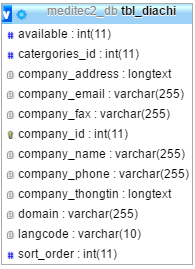 v meditec2_db tbl_diachi
# available : int(11)
# catergories_id : int(11)
company_address : longtext
company_email : varchar(255)
company_fax : varchar(255)
company_id : int(11)
company_name : varchar(255)
company_phone : varchar(255)
company_thongtin : longtext
domain : varchar(255)
langcode : varchar(10)
# sort_order : int(11)